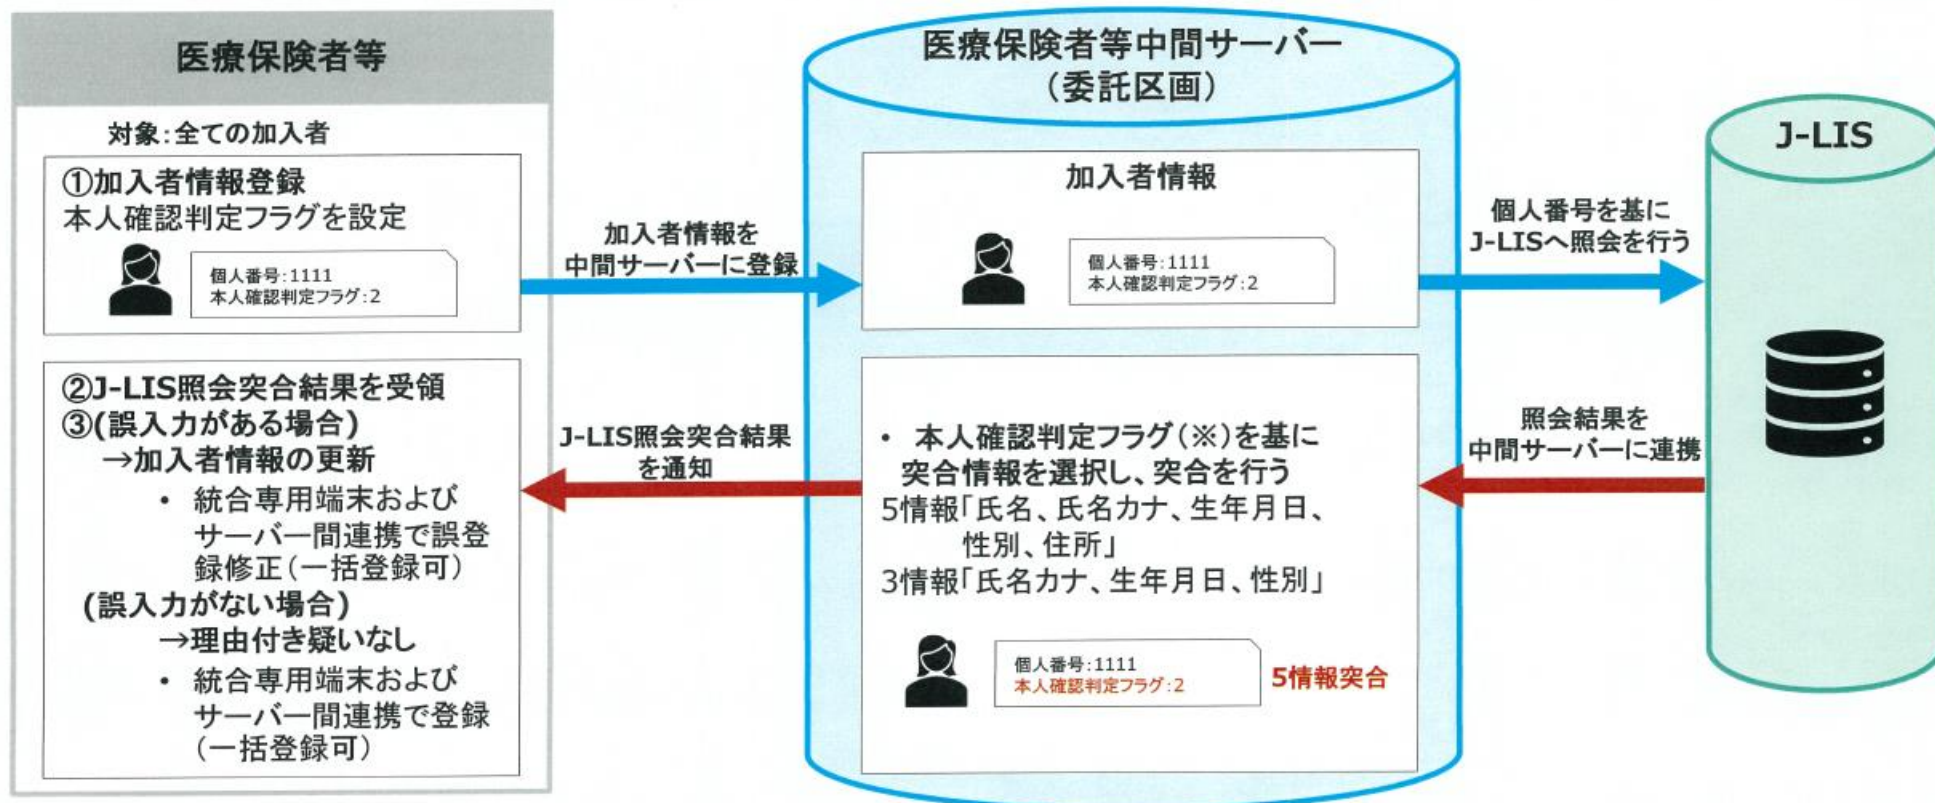 医療保険者等
対象:全ての加入者
①加入者情報登録
本人確認判定フラグを設定
個人番号:1111
本人確認判定フラグ:2
②J-LIS照会突合結果を受領
③(誤入力がある場合)
→加入者情報の更新
• 統合専用端末および
サーバー間連携で誤登
録修正(一括登録可)
(誤入力がない場合)
→理由付き疑いなし
• 統合専用端末および
サーバー間連携で登録
(一括登録可)
加入者情報を
中間サーバーに登録
J-LIS照会突合結果
を通知
医療保険者等中間サーバー
(委託区画)
加入者情報
個人番号:1111
本人確認判定フラグ:2
• 本人確認判定フラグ(※)を基に
突合情報を選択し、突合を行う
5情報「氏名、氏名カナ、生年月日、
性別、住所」
3情報「氏名カナ、生年月日、性別」
個人番号:1111
本人確認判定フラグ:2
5情報突合
個人番号を基に
J-LISへ照会を行う
照会結果を
中間サーバーに連携
J-LIS